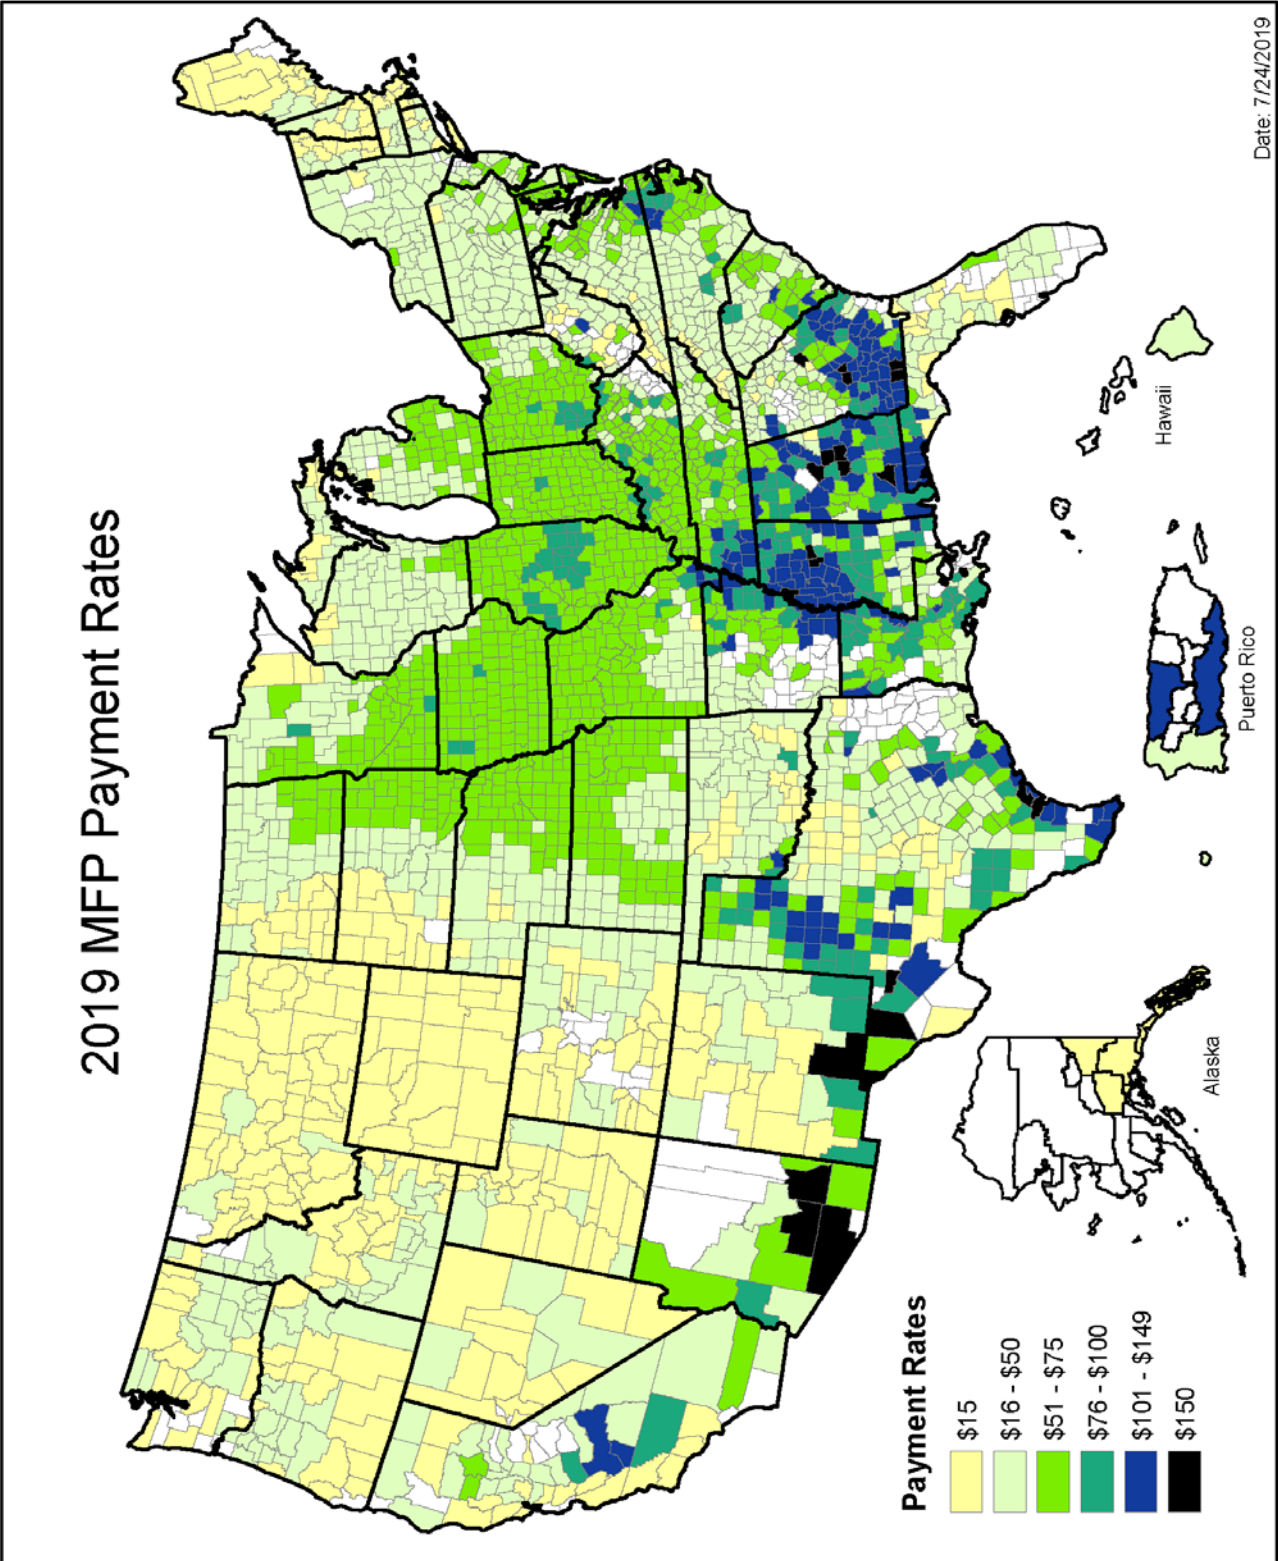 2019 MFP Payment Rates
Payment Rates
$15
$16 - $50
$51 - $75
$76 - $100
$101 - $149
$150
Alaska
Hawaii
Puerto Rico
Date: 7/24/2019